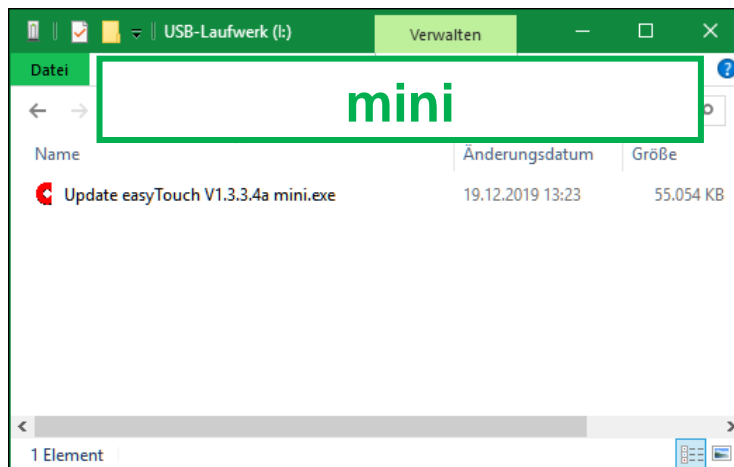 USB-Laufwerk (I:)
Verwalten
Datei
mini
Name
Änderungsdatum
Größe
Update easyTouch V1.3.3.4a mini.exe
19.12.2019 13:23
55.054 KB
1 Element